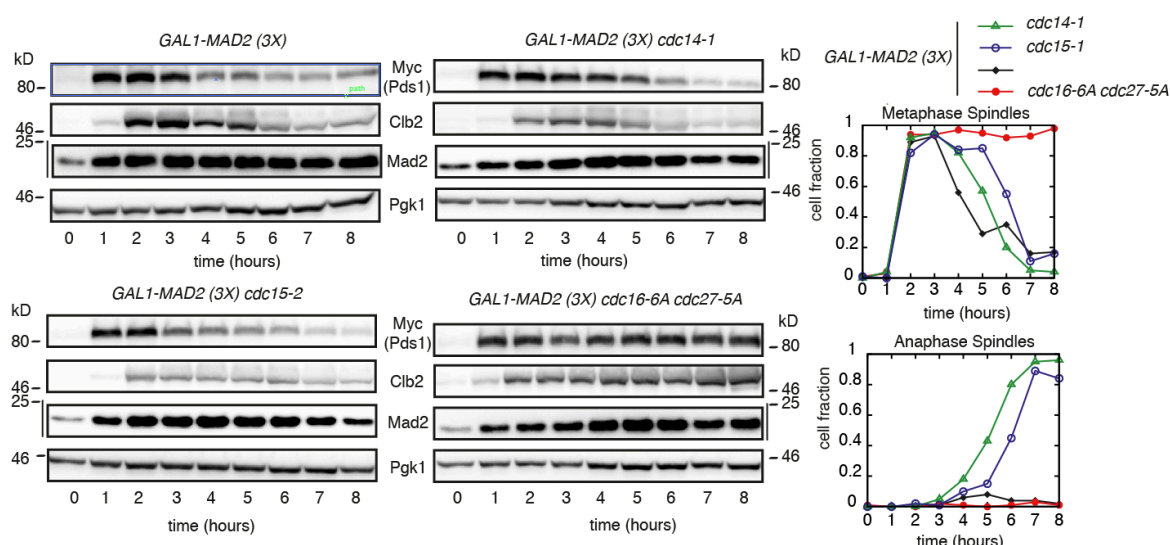 GAL1-MAD2 (3X)
kD
80
46
25
46
path
0 1 2 3 4 5 6 7 8
time (hours)
GAL1-MAD2 (3X) cdc14-1
Myc
(Pds1)
Clb2
Mad2
Pgk1
kD
80
46
25
46
0 1 2 3 4 5 6 7 8
time (hours)
GAL1-MAD2 (3X) cdc15-2
kD
80
46
25
46
0 1 2 3 4 5 6 7 8
time (hours)
GAL1-MAD2 (3X) cdc16-6A cdc27-5A
Myc
(Pds1)
Clb2
Mad2
Pgk1
kD
80
46
25
46
0 1 2 3 4 5 6 7 8
time (hours)
GAL1-MAD2 (3X)
cdc14-1
cdc15-1
cdc16-6A cdc27-5A
Metaphase Spindles
cell fraction
1
0.8
0.6
0.4
0.2
0
0 1 2 3 4 5 6 7 8
time (hours)
Anaphase Spindles
cell fraction
1
0.8
0.6
0.4
0.2
0
0 1 2 3 4 5 6 7 8
time (hours)